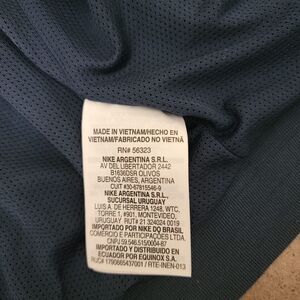 MADE IN VIETNAM/HECHO EN
VIETNAM/FABRICADO NO VIETNÃ
RN# 56323
NIKE ARGENTINA S.R.L.
AV DEL LIBERTADOR 2442
B1636DSR OLIVOS
BUENOS AIRES, ARGENTINA
CUIT #30-67815546-9
NIKE ARGENTINA S.R.L.
SUCURSAL URUGUAY
LUIS A. DE HERRERA 1248, WTC,
TORRE 1, #901, MONTEVIDEO,
URUGUAY RUT# 21 324024 0019
IMPORTADO POR NIKE DO BRASIL
COMERCIO E PARTICIPAÇÕES LTDA.
CNPJ 59.546.515/0004-87
IMPORTADO Y DISTRIBUIDO EN
ECUADOR POR EQUINOX S.A.
RUC #1790665437001 / RTE-INEN-013